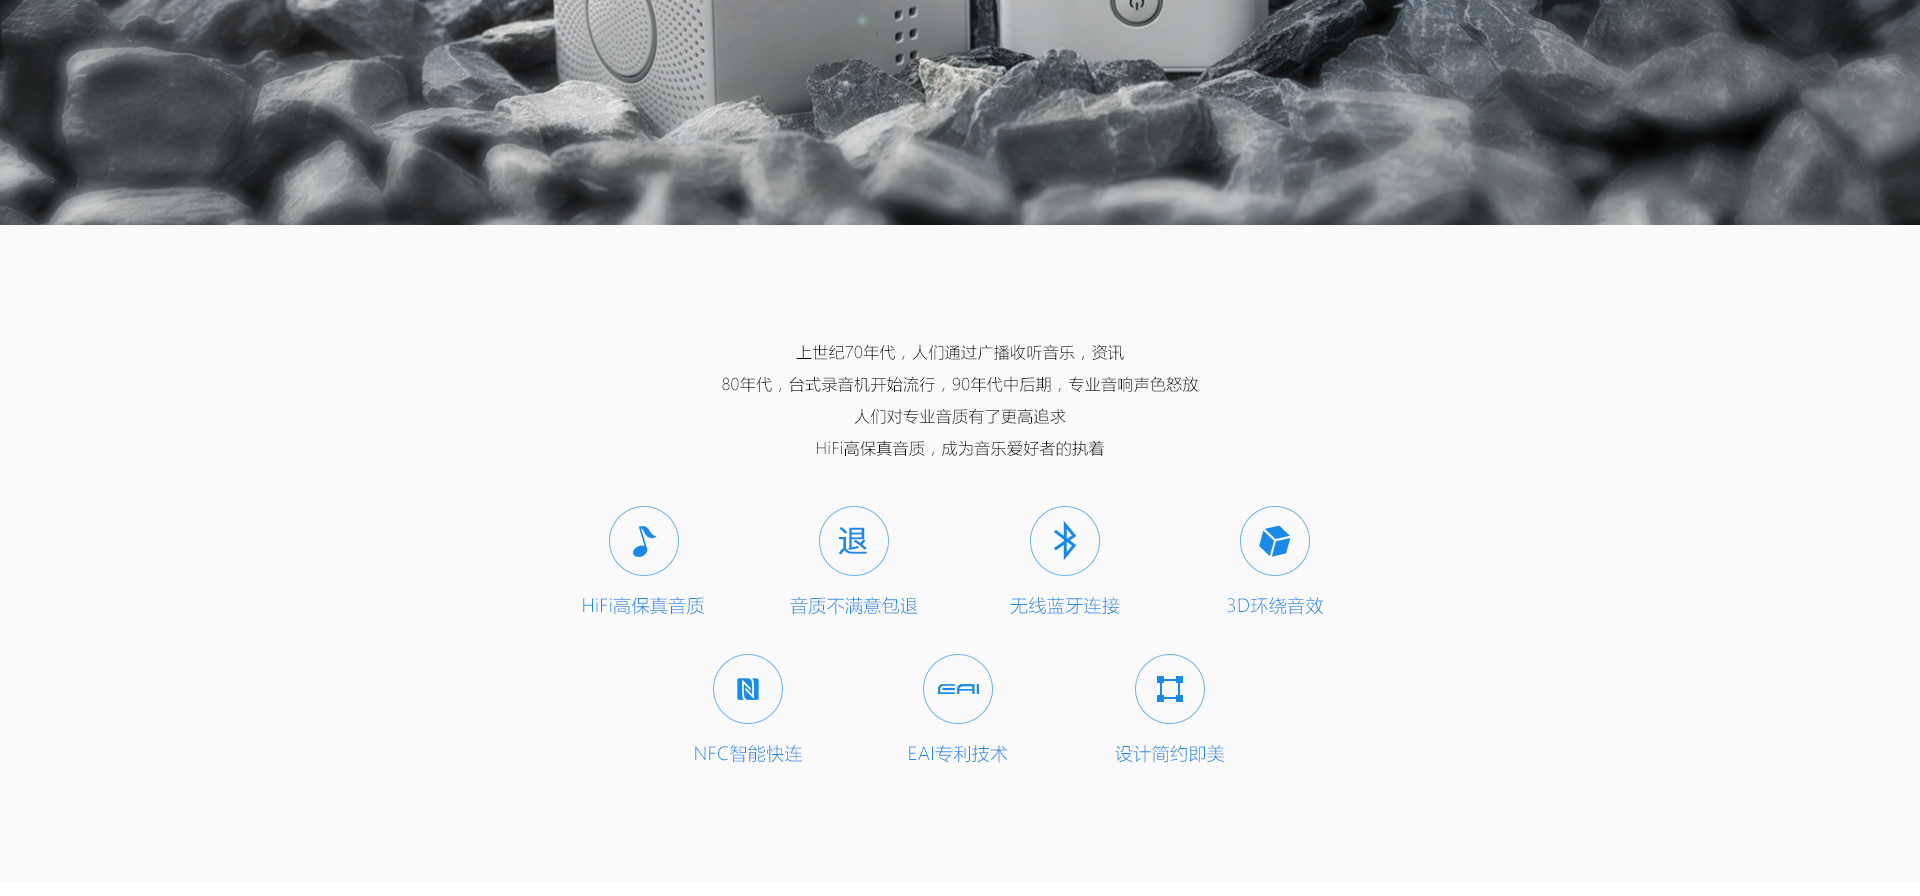 上世纪70年代，人们通过广播收听音乐，资讯
80年代，台式录音机开始流行，90年代中后期，专业音响声色怒放
人们对专业音质有了更高追求
HiFi高保真音质，成为音乐爱好者的执着
退
HiFi高保真音质
音质不满意包退
无线蓝牙连接
3D环绕音效
EAI
NFC智能快连
EAI专利技术
设计简约即美